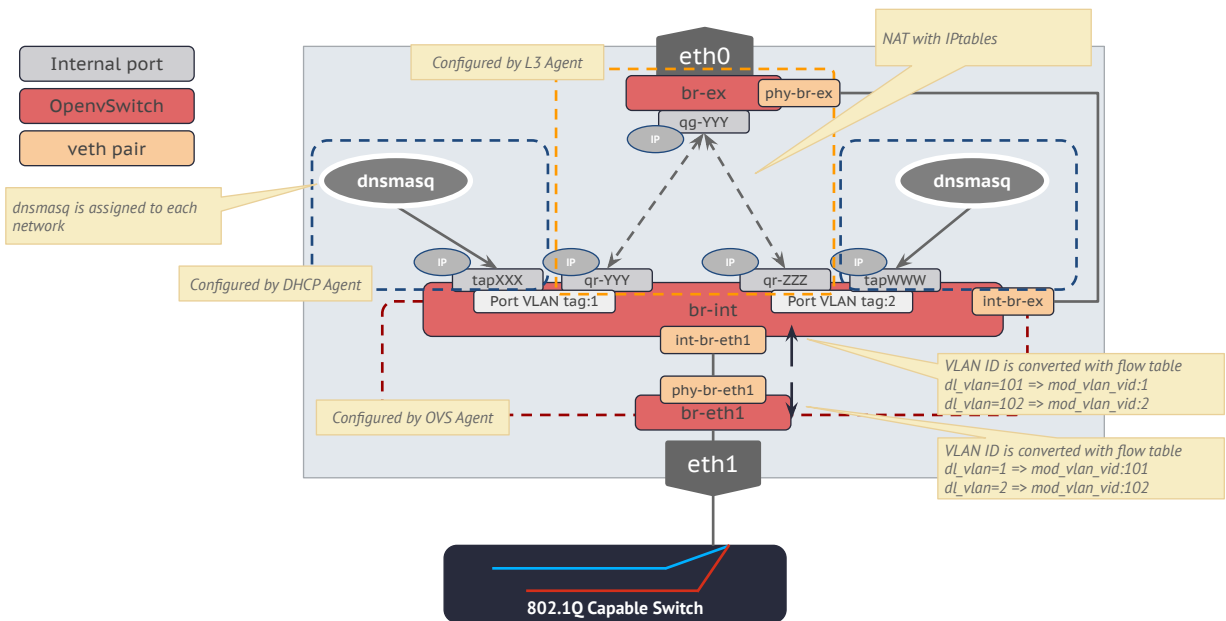 Internal port
OpenvSwitch
veth pair
Configured by L3 Agent
eth0
NAT with IPtables
br-ex
phy-br-ex
qg-YYY
IP
dnsmasq
dnsmasq
dnsmasq is assigned to each
network
IP
IP
IP
IP
tapXXX
qr-YYY
qr-ZZZ
tapWWW
Configured by DHCP Agent
Port VLAN tag:1
Port VLAN tag:2
int-br-ex
br-int
int-br-eth1
VLAN ID is converted with flow table
dl_vlan=101 => mod_vlan_vid:1
dl_vlan=102 => mod_vlan_vid:2
phy-br-eth1
Configured by OVS Agent
br-eth1
VLAN ID is converted with flow table
dl_vlan=1 => mod_vlan_vid:101
dl_vlan=2 => mod_vlan_vid:102
eth1
802.1Q Capable Switch